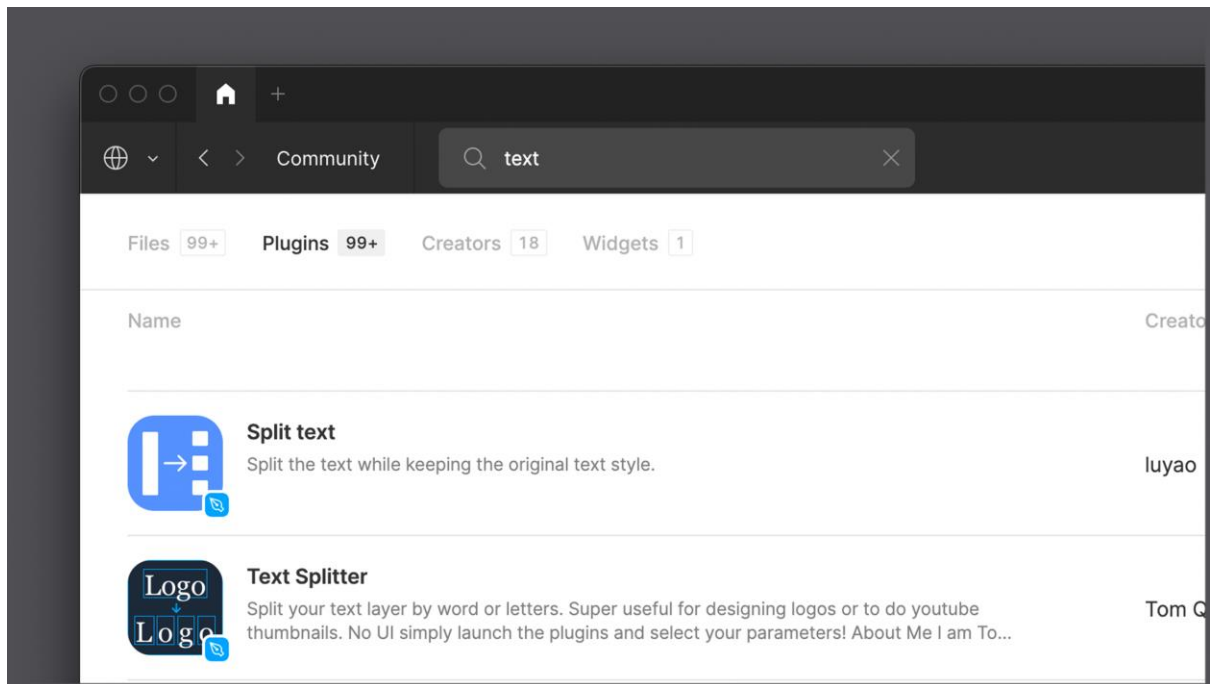 Community
text
Files 99+ Plugins 99+ Creators 18 Widgets 1
Name Creato
Split text
Split the text while keeping the original text style.
luyao
Logo
Logo
Text Splitter
Split your text layer by word or letters. Super useful for designing logos or to do youtube
thumbnails. No UI simply launch the plugins and select your parameters! About Me I am To...
Tom Q